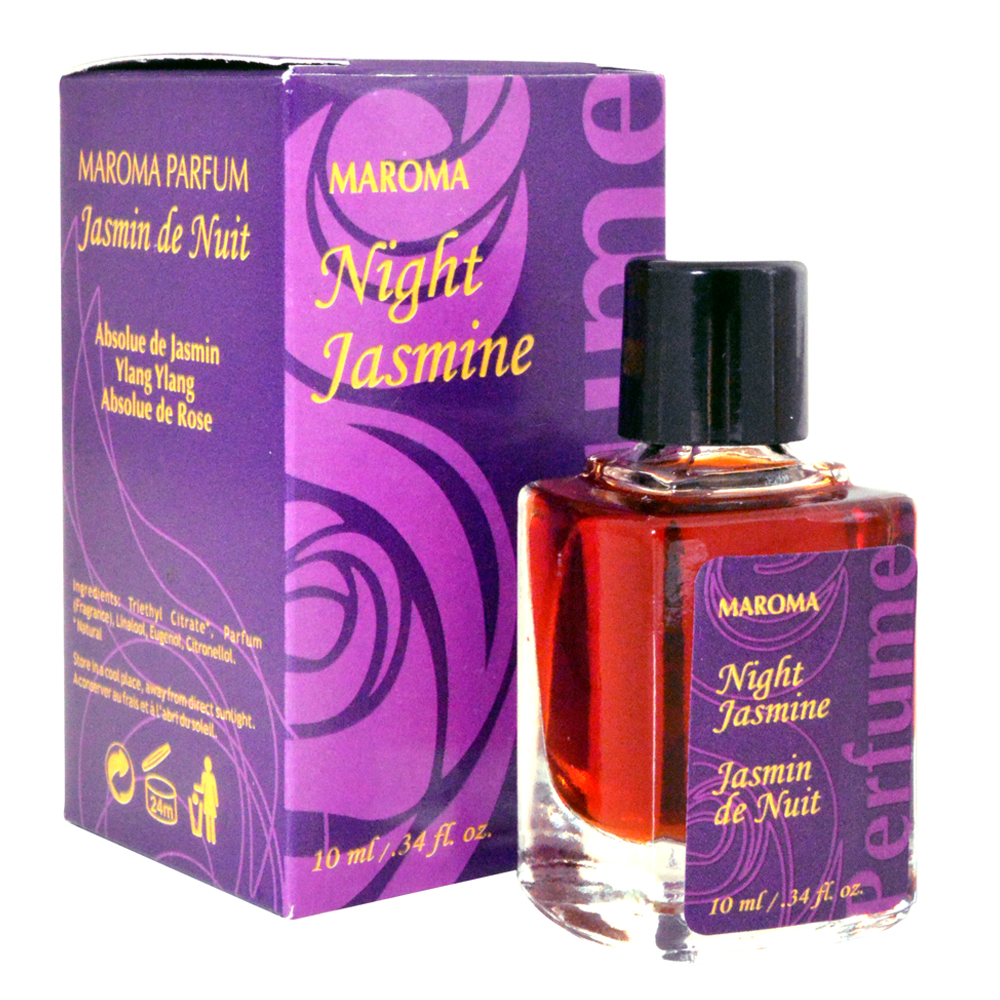 MAROMA PARFUM
Jasmin de Nuit
Absolue de Jasmin
Ylang Ylang
Absolue de Rose
Ingredients: Triethyl Citrate*, Parfum
(Fragrance), Linalool, Eugenol, Citronellol.
*Natural
Store in a cool place, away from direct sunlight.
Aconserver au frais et à l'abri du soleil.
24m
MAROMA
Night
Jasmine
10 ml / .34 fl. oz.
ume
MAROMA
Night
Jasmine
Jasmin
de Nuit
10 ml / .34 fl. oz.
Perfume